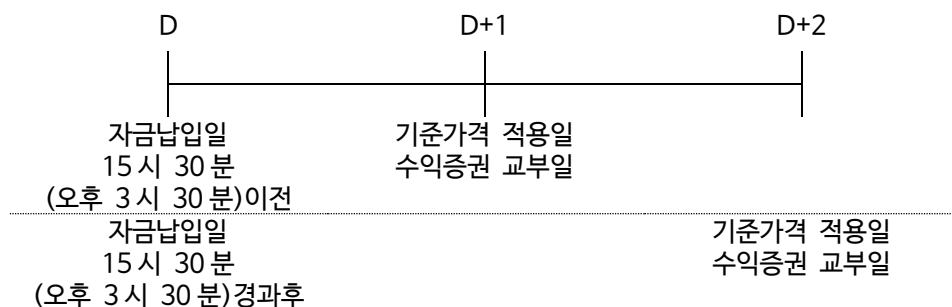 D D+1 D+2
자금납입일 기준가격 적용일
15시 30분 수익증권 교부일
(오후 3시 30분)이전
자금납입일 기준가격 적용일
15시 30분 수익증권 교부일
(오후 3시 30분)경과후